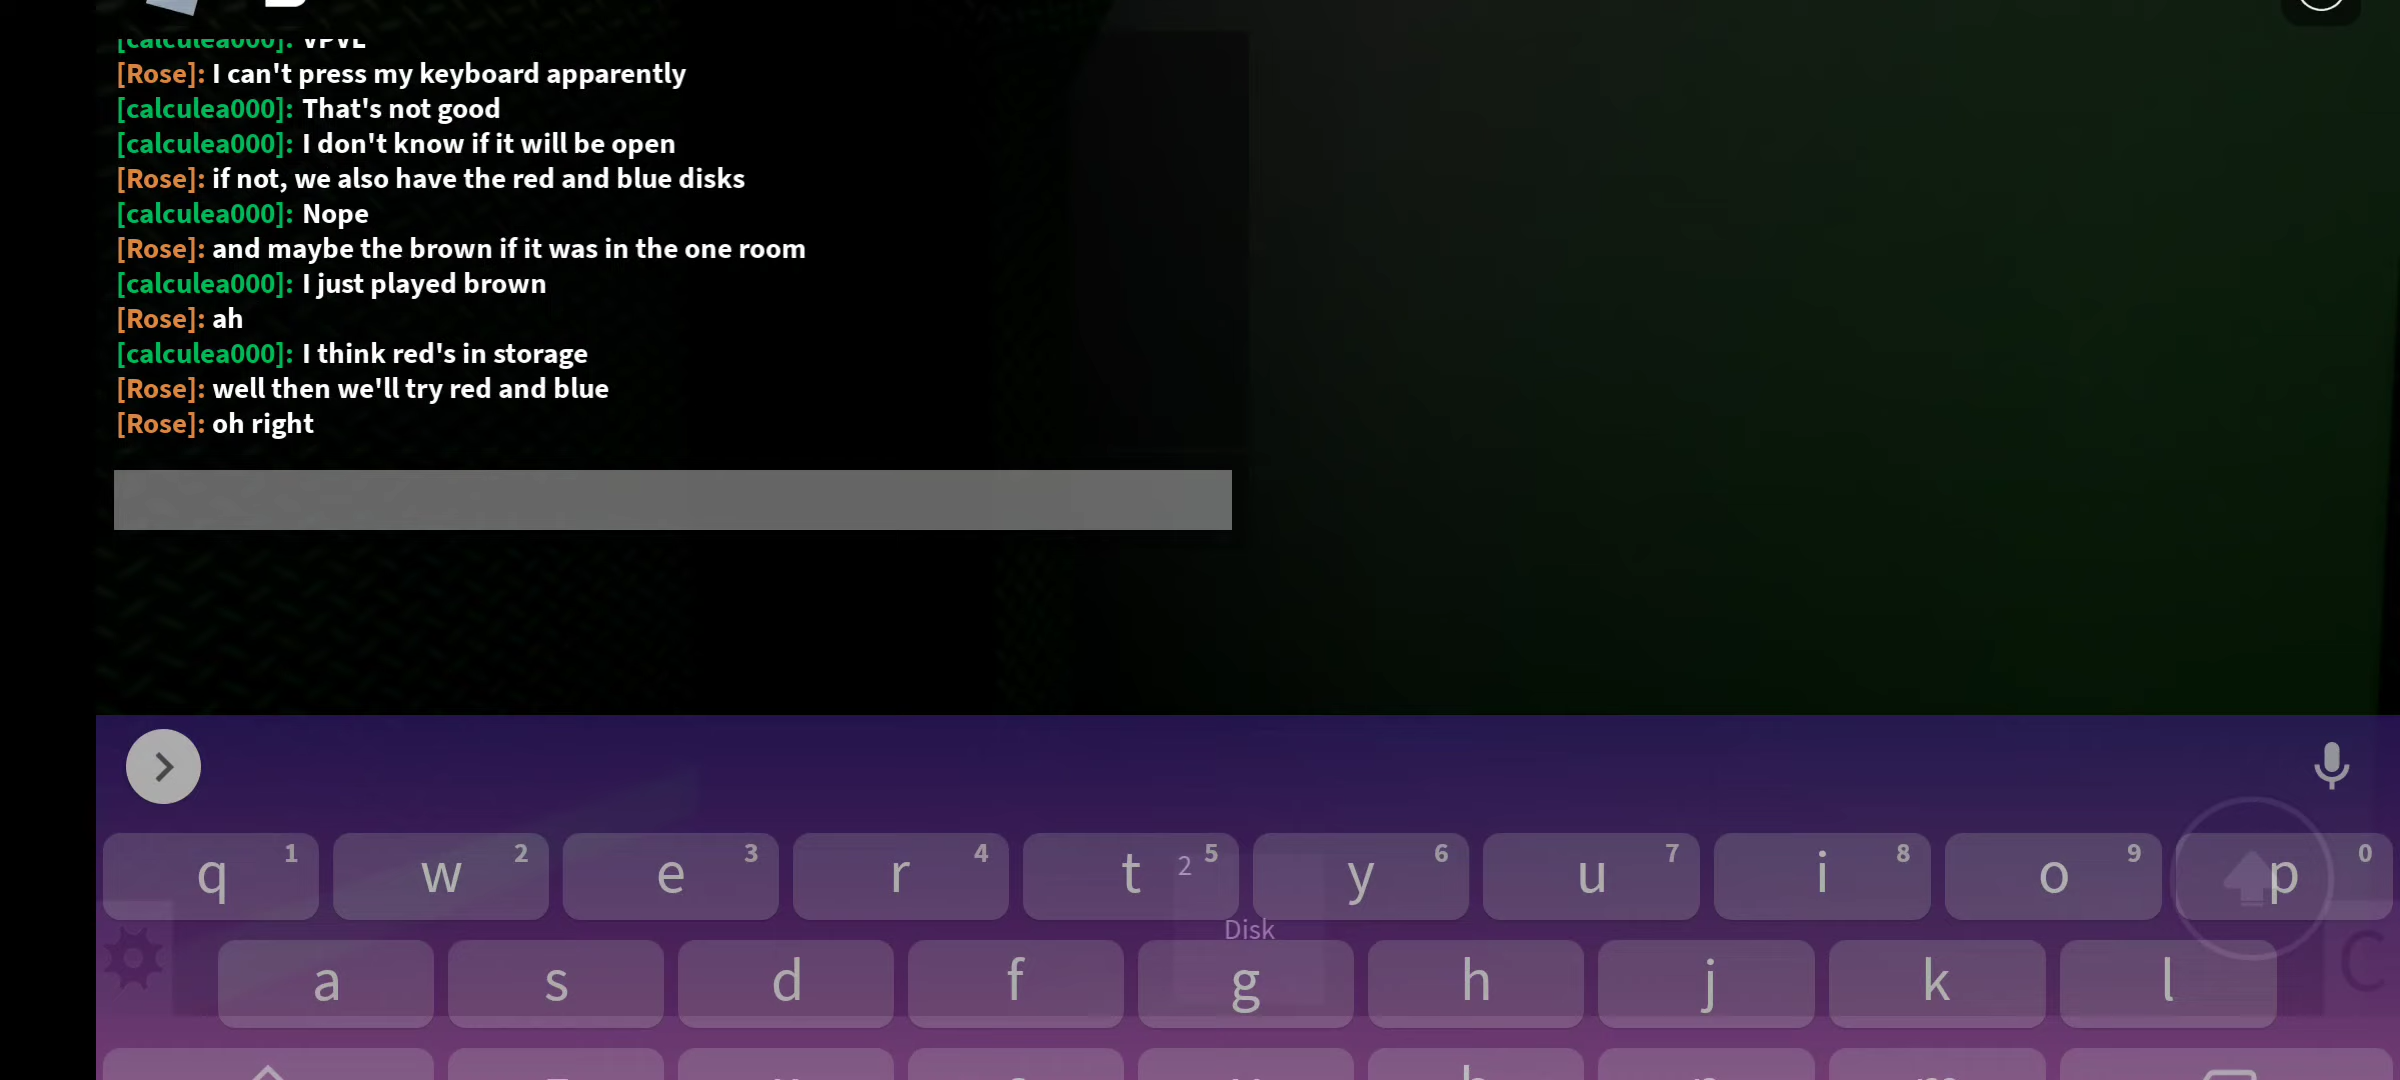 [calculea000]: VPVL
[Rose]: I can't press my keyboard apparently
[calculea000]: That's not good
[calculea000]: I don't know if it will be open
[Rose]: if not, we also have the red and blue disks
[calculea000]: Nope
[Rose]: and maybe the brown if it was in the one room
[calculea000]: I just played brown
[Rose]: ah
[calculea000]: I think red's in storage
[Rose]: well then we'll try red and blue
[Rose]: oh right
q 1 w 2 e 3 r 4 t 2 5 y 6 u 7 i 8 o 9 p 0
Disk
C
a s d f g h j k l